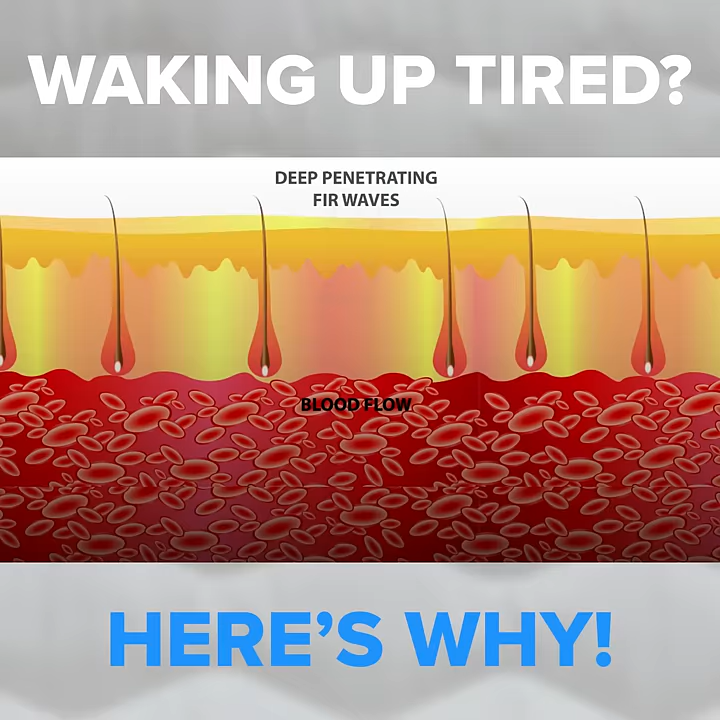 WAKING UP TIRED?
DEEP PENETRATING
FIR WAVES
BLOOD FLOW
HERE’S WHY!